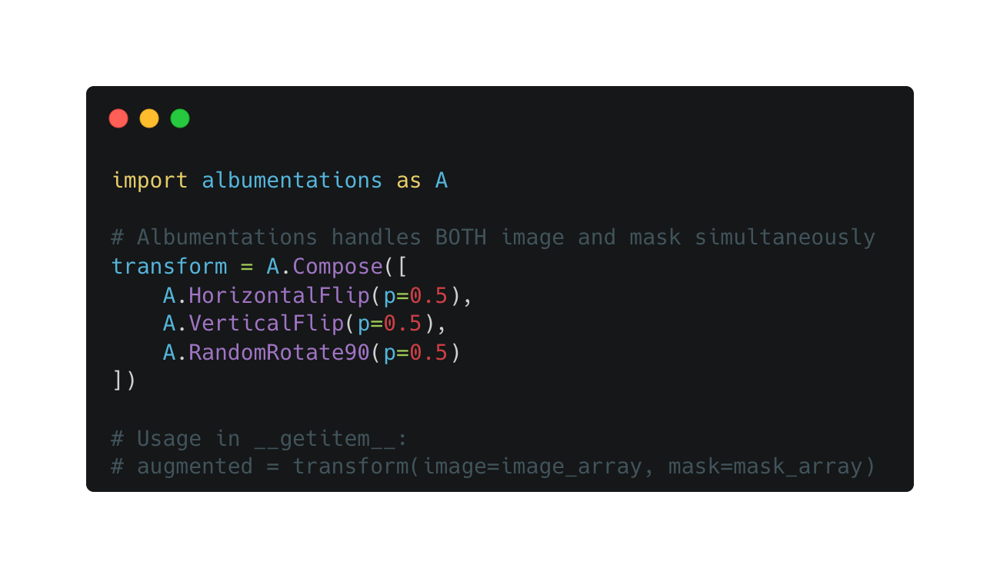 import albumentations as A
# Albumentations handles BOTH image and mask simultaneously
transform = A.Compose([
    A.HorizontalFlip(p=0.5),
    A.VerticalFlip(p=0.5),
    A.RandomRotate90(p=0.5)
])
# Usage in __getitem__:
# augmented = transform(image=image_array, mask=mask_array)